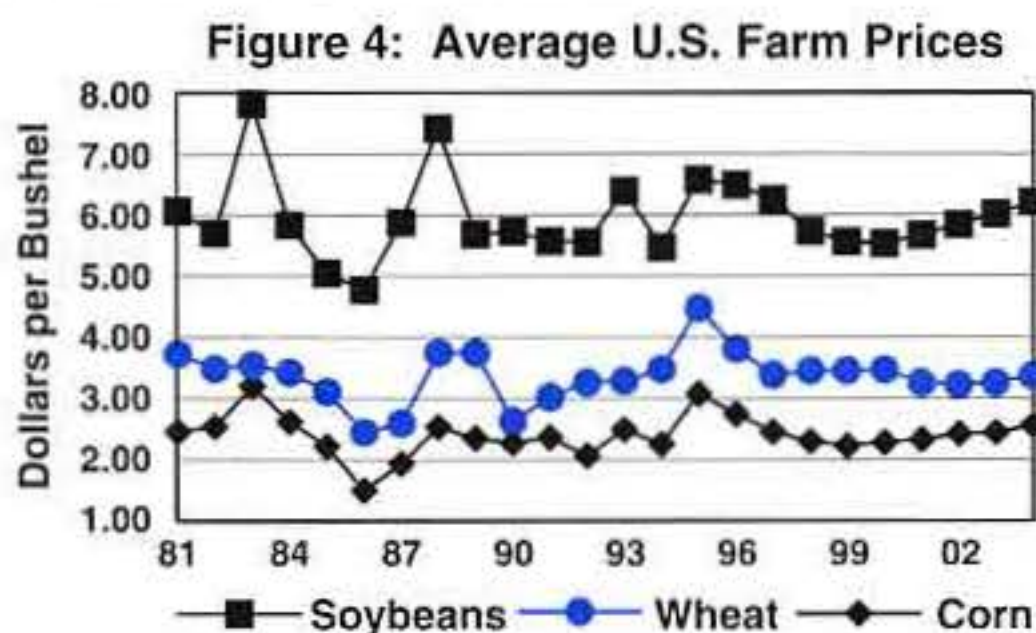 Figure 4: Average U.S. Farm Prices
Dollars per Bushel
8.00
7.00
6.00
5.00
4.00
3.00
2.00
1.00
81 84 87 90 93 96 99 02
Soybeans Wheat Corn